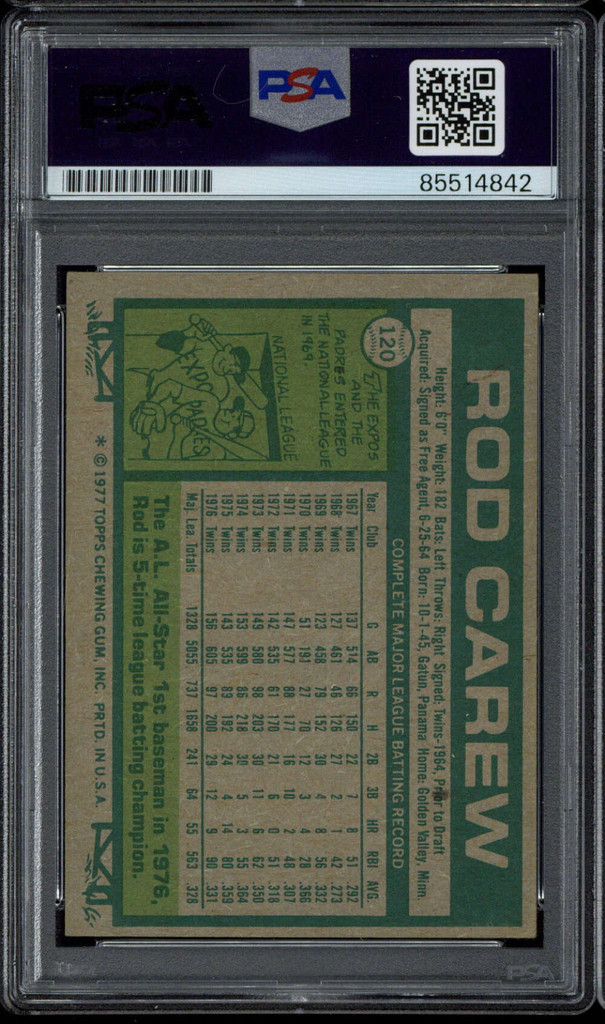 PSA
PSA
85514842
ROD CAREW
Height: 6'0" Weight: 182 Bats: Left Throws: Right Signed: Twins-1964, Prior to Draft
Acquired: Signed as Free Agent, 6-25-64 Born: 10-1-45, Gatun, Panama Home: Golden Valley, Minn.
120
THE EXPOS
AND THE
PADRES ENTERED
THE NATIONAL LEAGUE
IN 1969.
NATIONAL LEAGUE
EXPO
PADRES
COMPLETE MAJOR LEAGUE BATTING RECORD
Year Club G AB R H 2B 3B HR RBI AVG.
1967 Twins 137 514 66 150 22 7 8 51 .292
1968 Twins 127 461 46 126 27 2 1 42 .273
1969 Twins 123 458 79 152 30 4 8 56 .332
1970 Twins 51 191 27 70 12 3 4 28 .366
1971 Twins 147 577 88 177 16 10 2 48 .307
1972 Twins 142 535 61 170 21 6 0 51 .318
1973 Twins 149 580 98 203 30 11 6 62 .350
1974 Twins 153 599 86 218 30 5 3 55 .364
1975 Twins 143 535 89 192 24 4 14 80 .359
1976 Twins 156 605 97 200 29 12 9 90 .331
Maj. Lea. Totals 1328 5055 737 1658 241 64 55 563 .328
The A.L. All-Star 1st baseman in 1976,
Rod is 5-time league batting champion.
* © 1977 TOPPS CHEWING GUM, INC. PRTD. IN U.S.A.
PSA